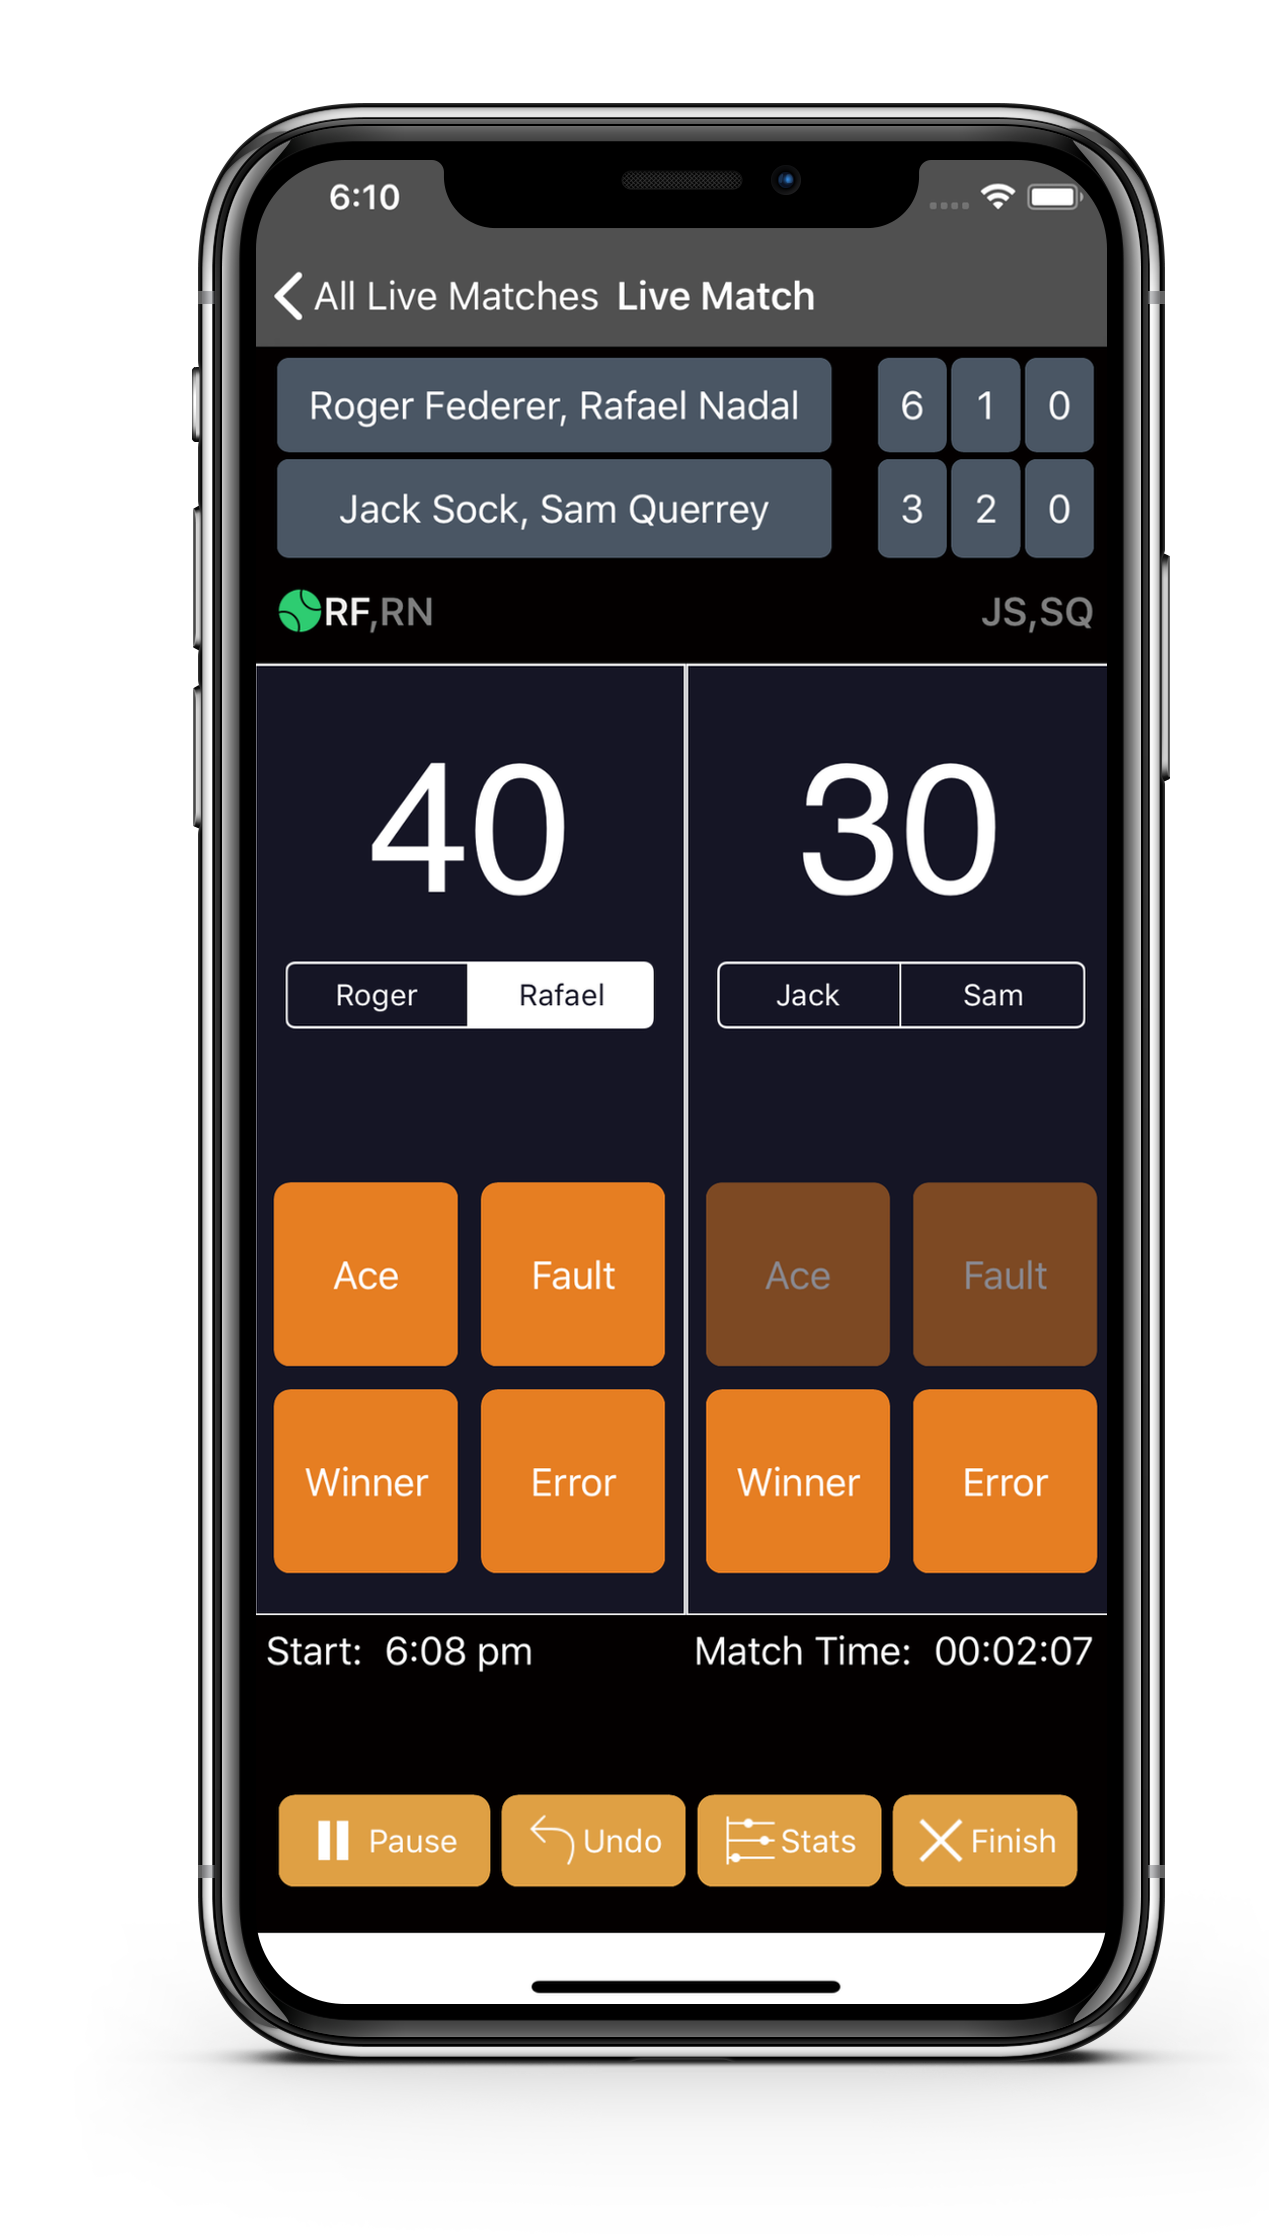 6:10
All Live Matches Live Match
Roger Federer, Rafael Nadal 6 1 0
Jack Sock, Sam Querrey 3 2 0
RF,RN JS,SQ
40 30
Roger Rafael Jack Sam
Ace Fault Ace Fault
Winner Error Winner Error
Start: 6:08 pm Match Time: 00:02:07
Pause Undo Stats Finish